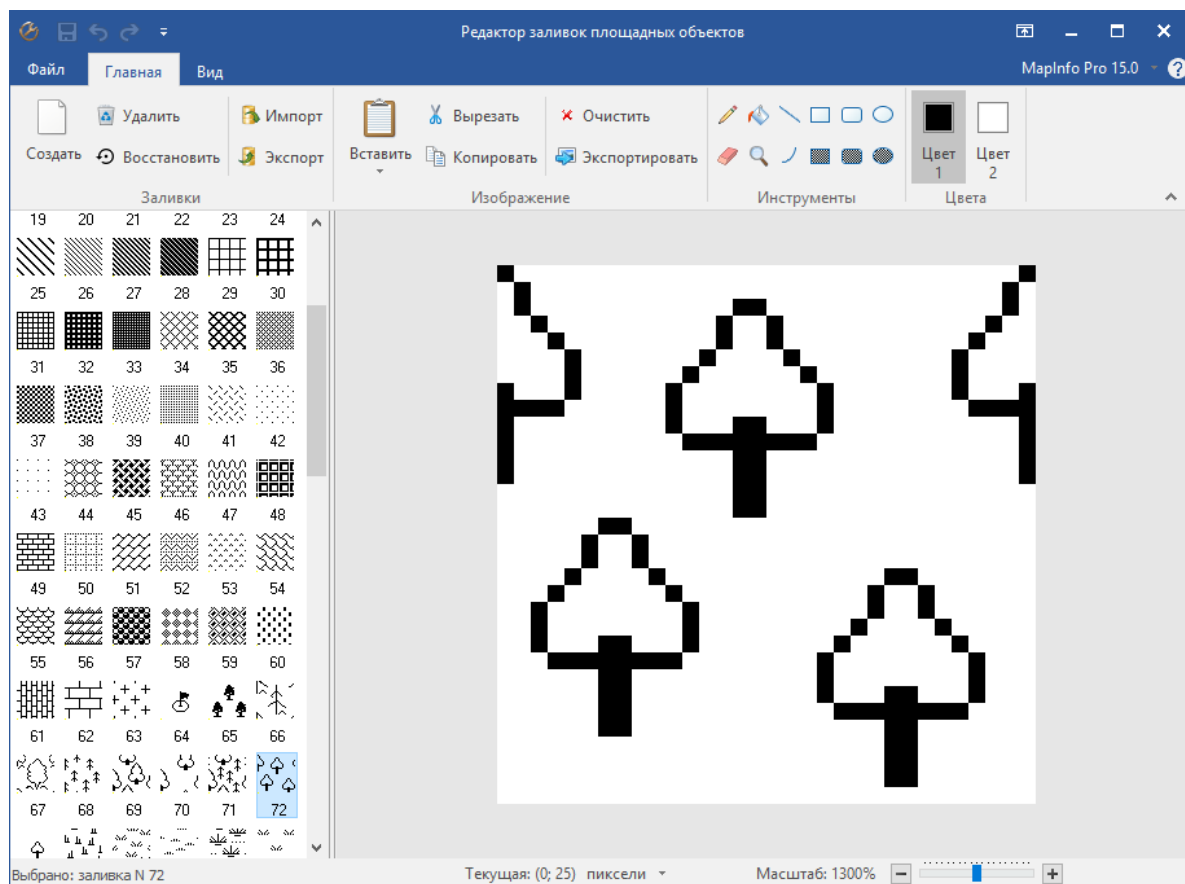 Редактор заливок площадных объектов
Файл Главная Вид MapInfo Pro 15.0 ?
Создать Удалить Восстановить Импорт Экспорт
Заливки
Вставить Вырезать Копировать Очистить Экспортировать
Изображение
Инструменты
Цвет 1 Цвет 2
Цвета
19 20 21 22 23 24
25 26 27 28 29 30
31 32 33 34 35 36
37 38 39 40 41 42
43 44 45 46 47 48
49 50 51 52 53 54
55 56 57 58 59 60
61 62 63 64 65 66
67 68 69 70 71 72
Выбрано: заливка N 72 Текущая: (0; 25) пиксели Масштаб: 1300%